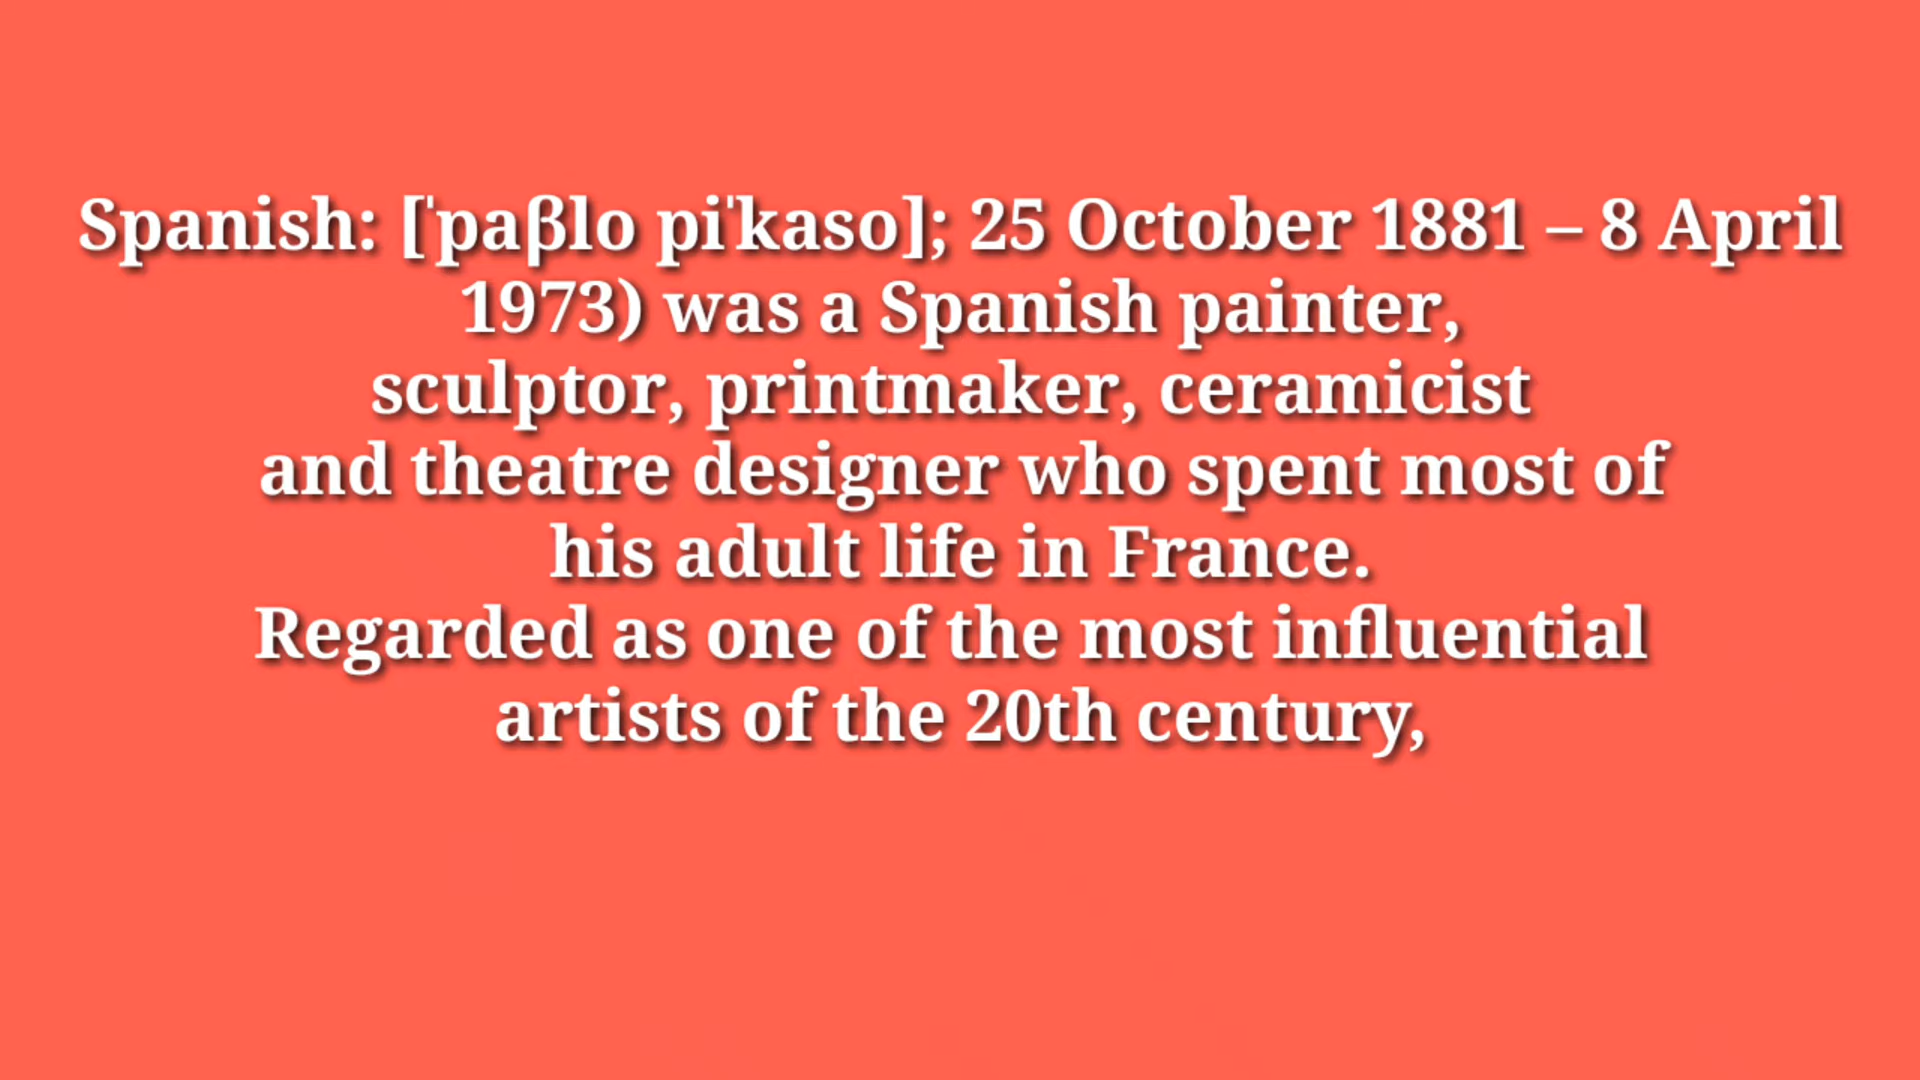 Spanish: [ˈpaβlo piˈkaso]; 25 October 1881 – 8 April
1973) was a Spanish painter,
sculptor, printmaker, ceramicist
and theatre designer who spent most of
his adult life in France.
Regarded as one of the most influential
artists of the 20th century,